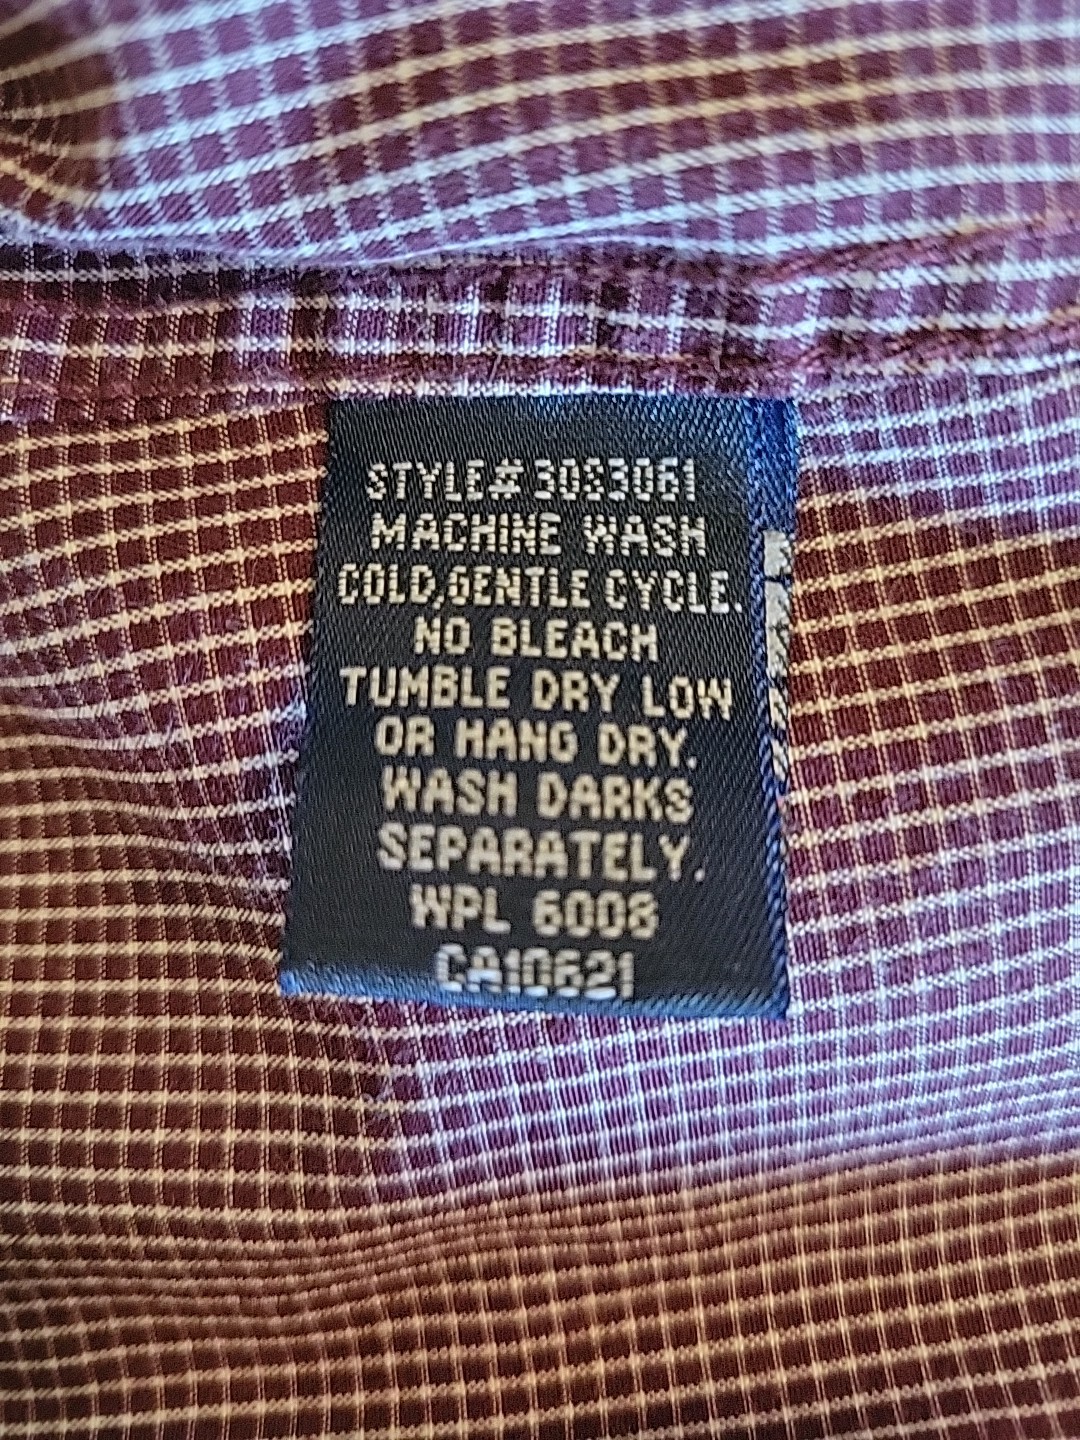 STYLE# 30S3061
MACHINE WASH
COLD,GENTLE CYCLE.
NO BLEACH
TUMBLE DRY LOW
OR HANG DRY.
WASH DARKS
SEPARATELY.
WPL 6008
CA10621